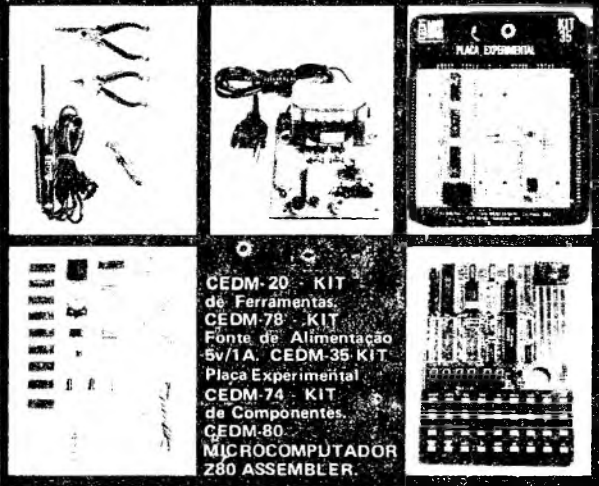 KIT
35
PLACA EXPERIMENTAL
CEDM-20 - KIT
de Ferramentas.
CEDM-78 - KIT
Fonte de Alimentação
5v/1A. CEDM-35 KIT
Placa Experimental
CEDM-74 KIT
de Componentes.
CEDM-80
MICROCOMPUTADOR
Z80 ASSEMBLER.